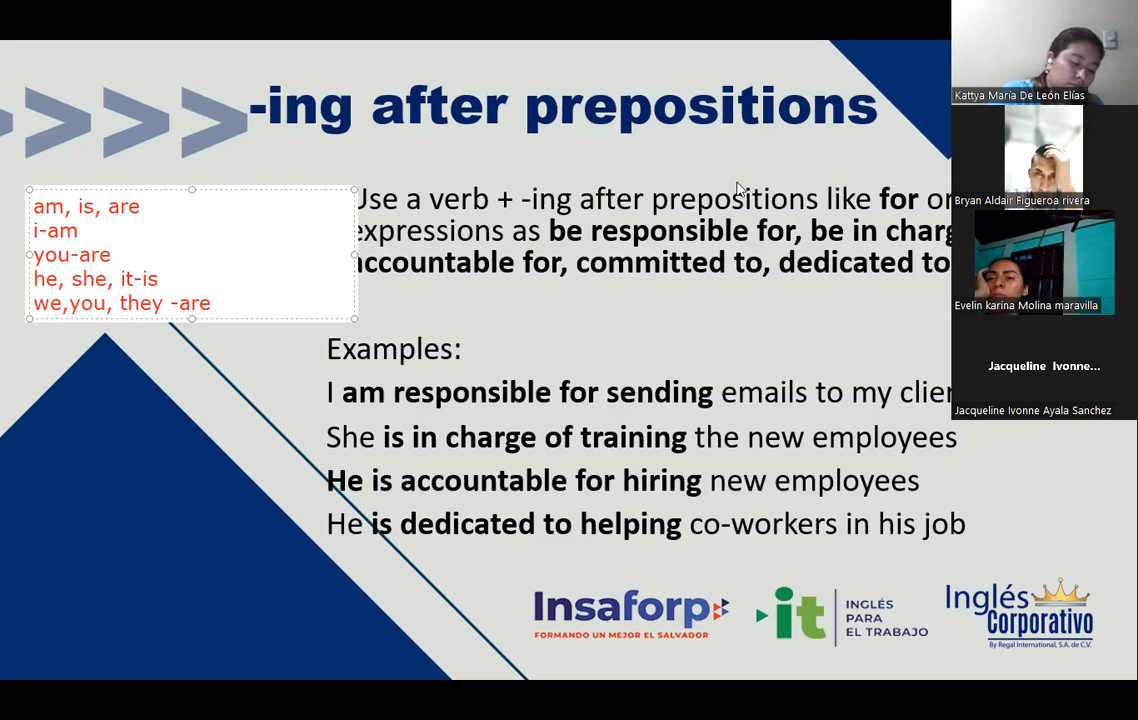 -ing after prepositions
am, is, are
i-am
you-are
he, she, it-is
we,you, they -are
Use a verb + -ing after prepositions like for or
expressions as be responsible for, be in
accountable for, committed to, dedicated to
Examples:
I am responsible for sending emails to my
She is in charge of training the new employees
He is accountable for hiring new employees
He is dedicated to helping co-workers in his job
Kattya María De León Elías
Bryan Aldair Figueroa rivera
Evelin karina Molina maravilla
Jacqueline Ivonne...
Jacqueline Ivonne Ayala Sanchez
Insaforp
FORMANDO UN MEJOR EL SALVADOR
it
INGLÉS
PARA
EL TRABAJO
Inglés
Corporativo
By Regal International, S.A. de C.V.